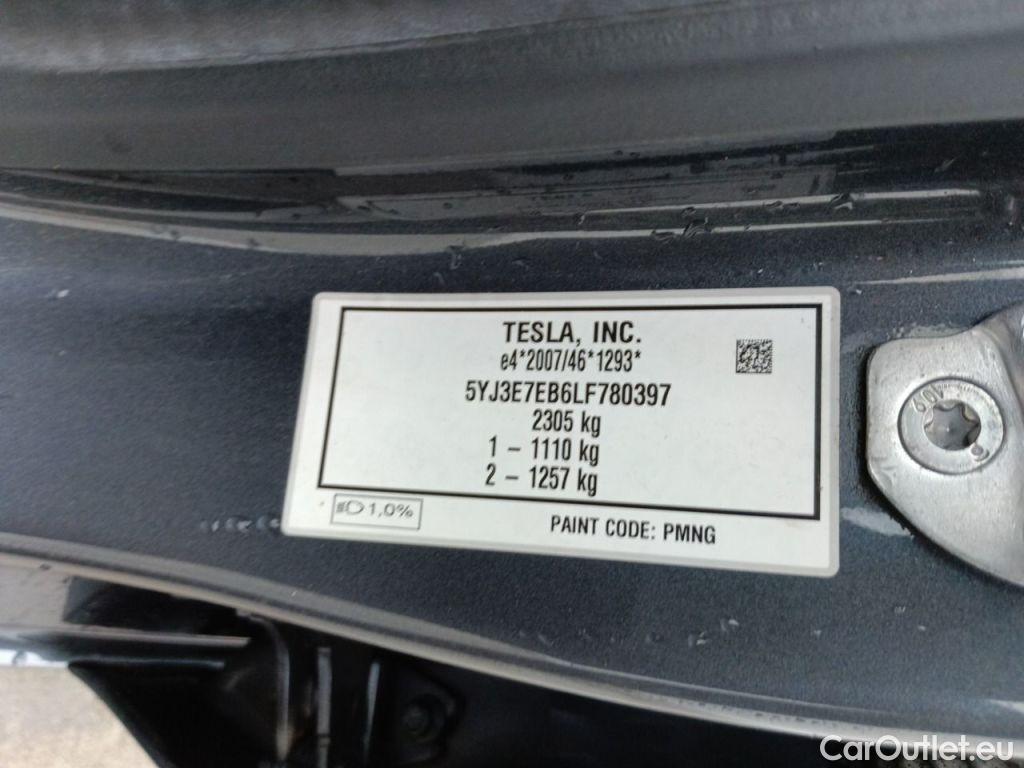 TESLA, INC.
e4*2007/46*1293*
5YJ3E7EB6LF780397
2305 kg
1 – 1110 kg
2 – 1257 kg
1,0%
PAINT CODE: PMNG
109
CarOutlet.eu